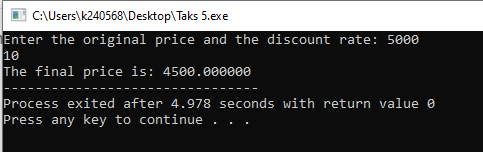 C:\Users\k240568\Desktop\Taks 5.exe
Enter the original price and the discount rate: 5000
10
The final price is: 4500.000000
--------------------------------
Process exited after 4.978 seconds with return value 0
Press any key to continue . . .